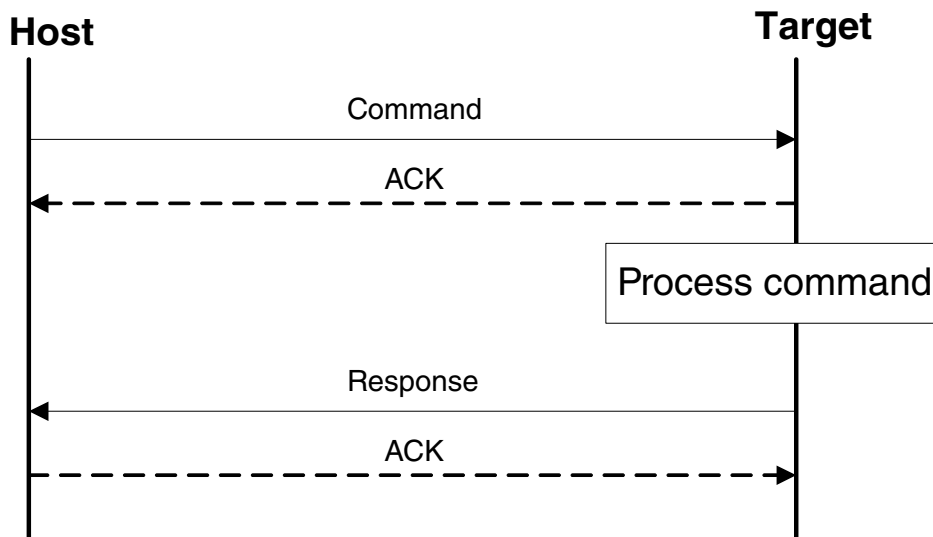 Host
Target
Command
ACK
Process command
Response
ACK